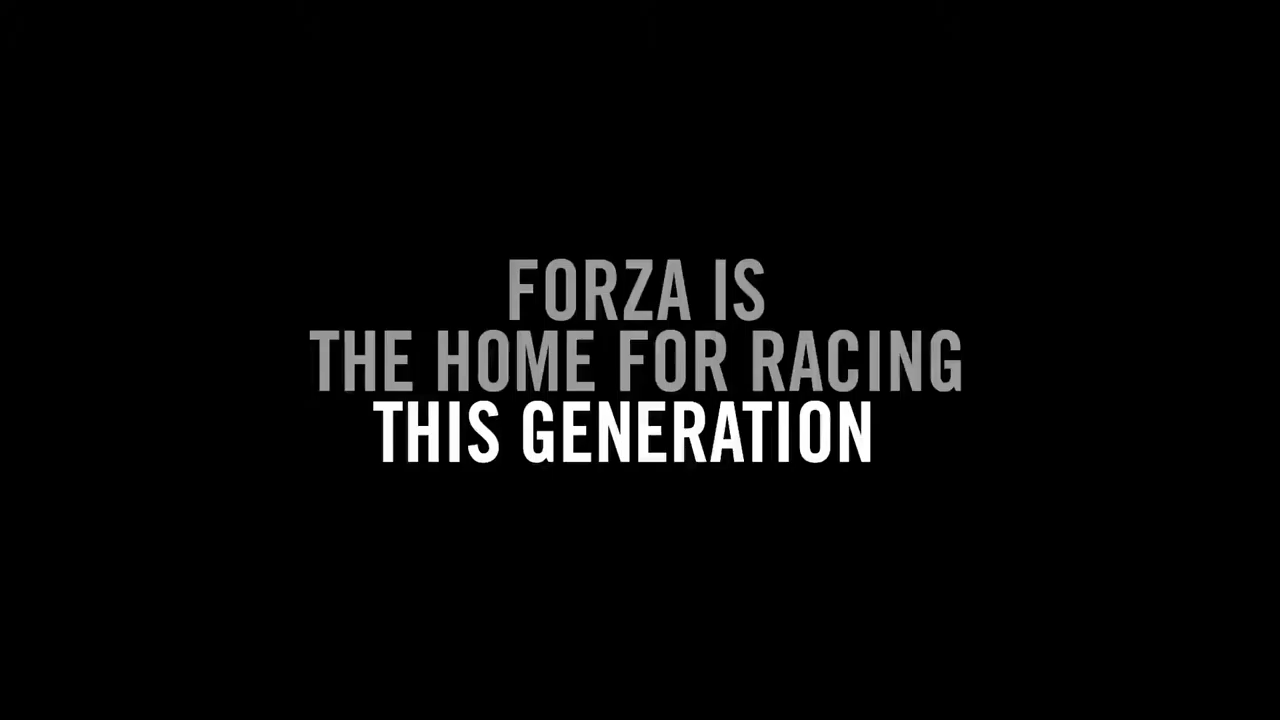 FORZA IS
THE HOME FOR RACING
THIS GENERATION